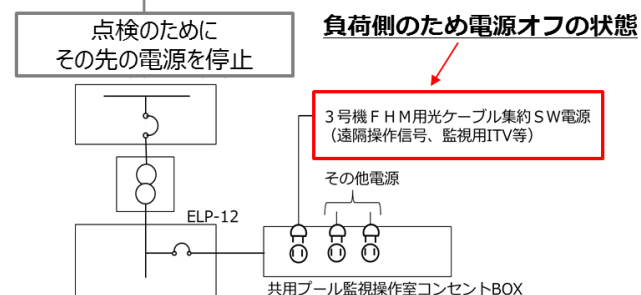 点検のために
その先の電源を停止
負荷側のため電源オフの状態
３号機ＦＨＭ用光ケーブル集約ＳＷ電源
（遠隔操作信号、監視用ITV等）
その他電源
ELP-12
共用プール監視操作室コンセントBOX